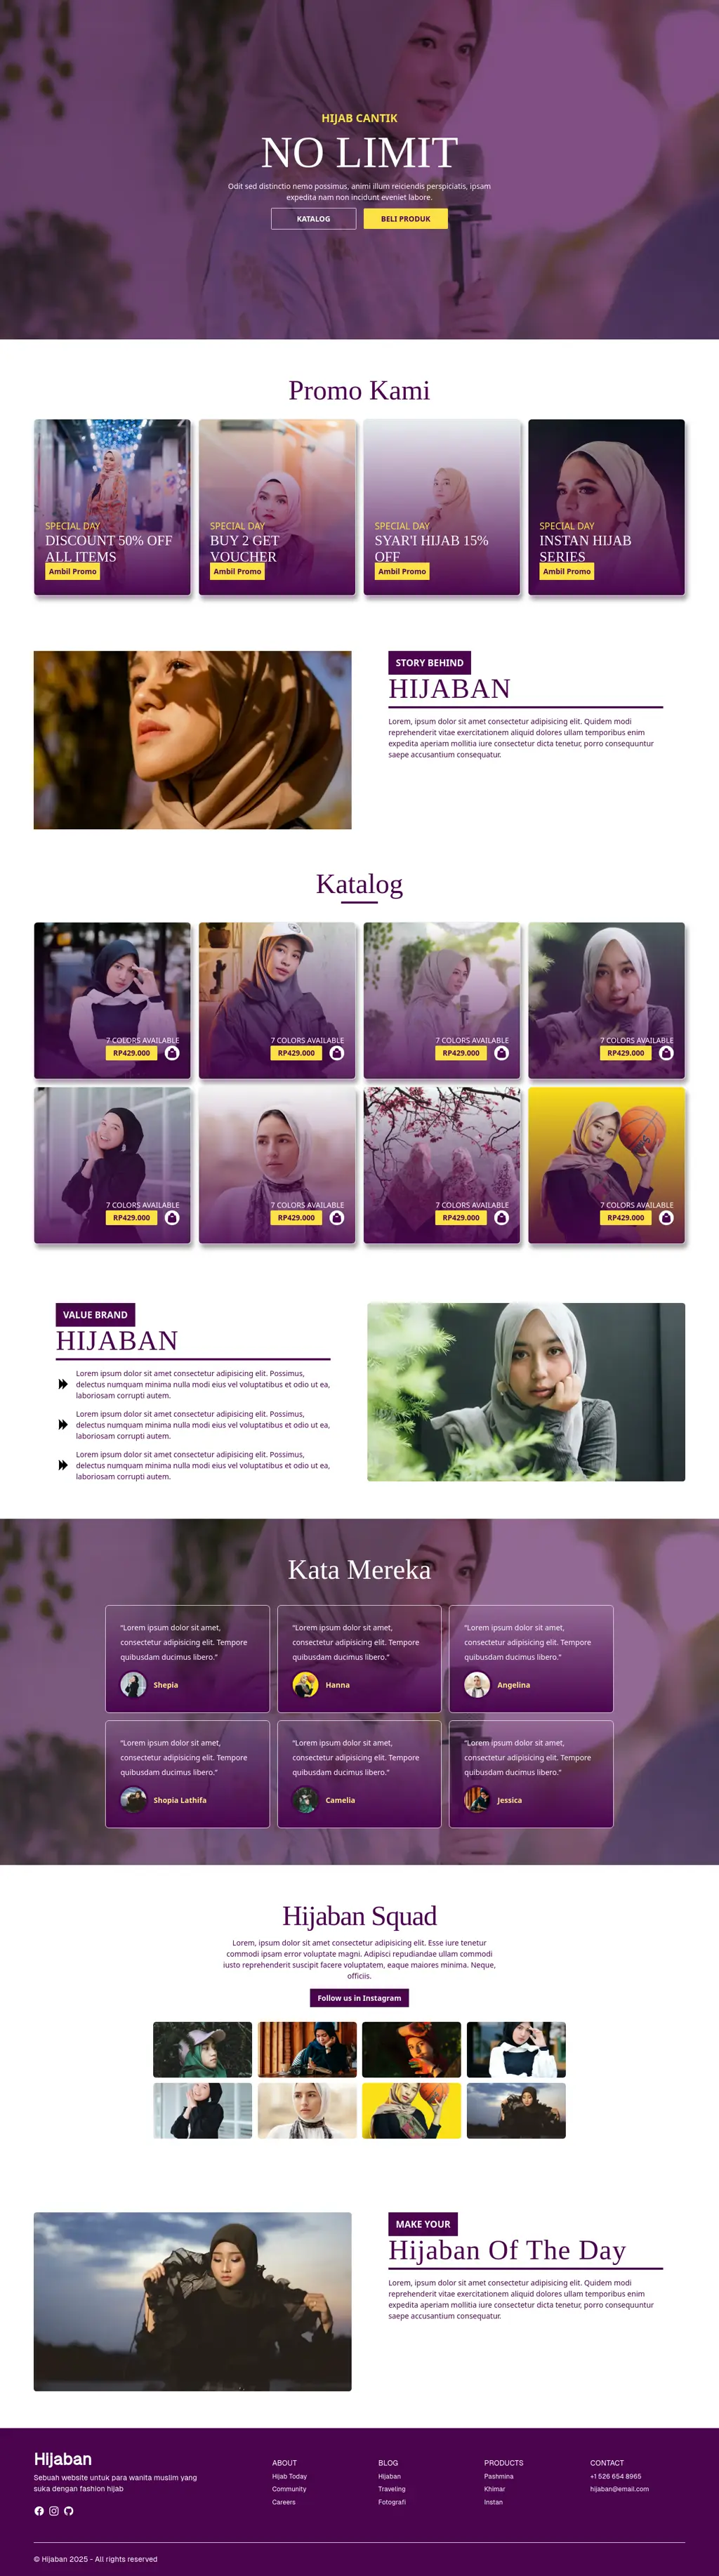 HIJAB CANTIK
NO LIMIT
Odit sed distinctio nemo possimus, animi illum reiciendis perspiciatis, ipsam
expedita nam non incidunt eveniet labore.
KATALOG
BELI PRODUK
Promo Kami
SPECIAL DAY
DISCOUNT 50% OFF
ALL ITEMS
Ambil Promo
SPECIAL DAY
BUY 2 GET
VOUCHER
Ambil Promo
SPECIAL DAY
SYAR'I HIJAB 15%
OFF
Ambil Promo
SPECIAL DAY
INSTAN HIJAB
SERIES
Ambil Promo
STORY BEHIND
HIJABAN
Lorem, ipsum dolor sit amet consectetur adipisicing elit. Quidem modi
reprehenderit vitae exercitationem aliquid dolores ullam temporibus enim
expedita aperiam mollitia iure consectetur dicta tenetur, porro consequuntur
saepe accusantium consequatur.
Katalog
7 COLORS AVAILABLE
RP429.000
7 COLORS AVAILABLE
RP429.000
7 COLORS AVAILABLE
RP429.000
7 COLORS AVAILABLE
RP429.000
7 COLORS AVAILABLE
RP429.000
7 COLORS AVAILABLE
RP429.000
7 COLORS AVAILABLE
RP429.000
7 COLORS AVAILABLE
RP429.000
VALUE BRAND
HIJABAN
Lorem ipsum dolor sit amet consectetur adipisicing elit. Possimus,
delectus numquam minima nulla modi eius vel voluptatibus et odio ut ea,
laboriosam corrupti autem.
Lorem ipsum dolor sit amet consectetur adipisicing elit. Possimus,
delectus numquam minima nulla modi eius vel voluptatibus et odio ut ea,
laboriosam corrupti autem.
Lorem ipsum dolor sit amet consectetur adipisicing elit. Possimus,
delectus numquam minima nulla modi eius vel voluptatibus et odio ut ea,
laboriosam corrupti autem.
Kata Mereka
"Lorem ipsum dolor sit amet,
consectetur adipisicing elit. Tempore
quibusdam ducimus libero."
Shepia
"Lorem ipsum dolor sit amet,
consectetur adipisicing elit. Tempore
quibusdam ducimus libero."
Hanna
"Lorem ipsum dolor sit amet,
consectetur adipisicing elit. Tempore
quibusdam ducimus libero."
Angelina
"Lorem ipsum dolor sit amet,
consectetur adipisicing elit. Tempore
quibusdam ducimus libero."
Shopia Lathifa
"Lorem ipsum dolor sit amet,
consectetur adipisicing elit. Tempore
quibusdam ducimus libero."
Camelia
"Lorem ipsum dolor sit amet,
consectetur adipisicing elit. Tempore
quibusdam ducimus libero."
Jessica
Hijaban Squad
Lorem, ipsum dolor sit amet consectetur adipisicing elit. Esse iure tenetur
commodi ipsam error voluptate magni. Adipisci repudiandae ullam commodi
iusto reprehenderit suscipit facere voluptatem, eaque maiores minima. Neque,
officiis.
Follow us in Instagram
MAKE YOUR
Hijaban Of The Day
Lorem, ipsum dolor sit amet consectetur adipisicing elit. Quidem modi
reprehenderit vitae exercitationem aliquid dolores ullam temporibus enim
expedita aperiam mollitia iure consectetur dicta tenetur, porro consequuntur
saepe accusantium consequatur.
Hijaban
Sebuah website untuk para wanita muslim yang
suka dengan fashion hijab
ABOUT
Hijab Today
Community
Careers
BLOG
Hijaban
Traveling
Fotografi
PRODUCTS
Pashmina
Khimar
Instan
CONTACT
+1 526 654 8965
hijaban@email.com
© Hijaban 2025 - All rights reserved